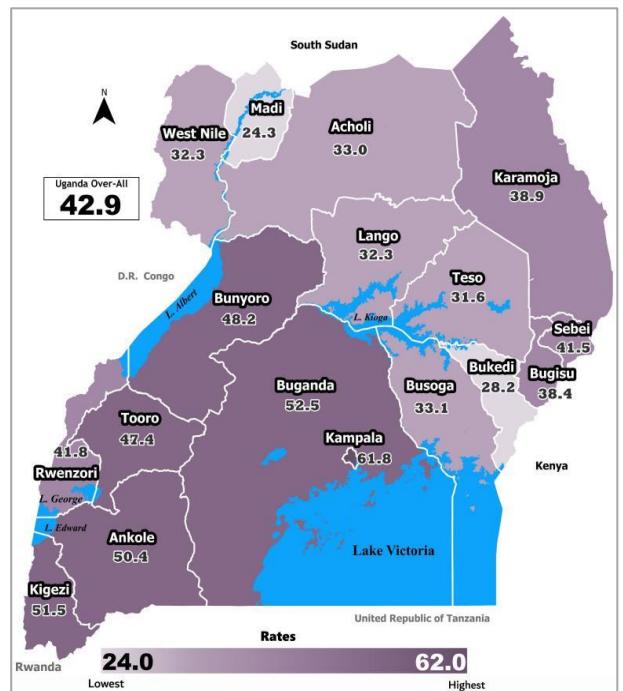 South Sudan
N
Madi
24.3
West Nile
32.3
Acholi
33.0
Karamoja
38.9
Uganda Over-All
42.9
Lango
32.3
D.R. Congo
L. Albert
Teso
31.6
Bunyoro
48.2
L. Kioga
Sebei
41.5
Bukedi
28.2
Bugisu
38.4
Buganda
52.5
Busoga
33.1
Tooro
47.4
Kampala
61.8
41.8
Rwenzori
Kenya
L. George
L. Edward
Ankole
50.4
Lake Victoria
Kigezi
51.5
United Republic of Tanzania
Rates
Rwanda
24.0
62.0
Lowest
Highest